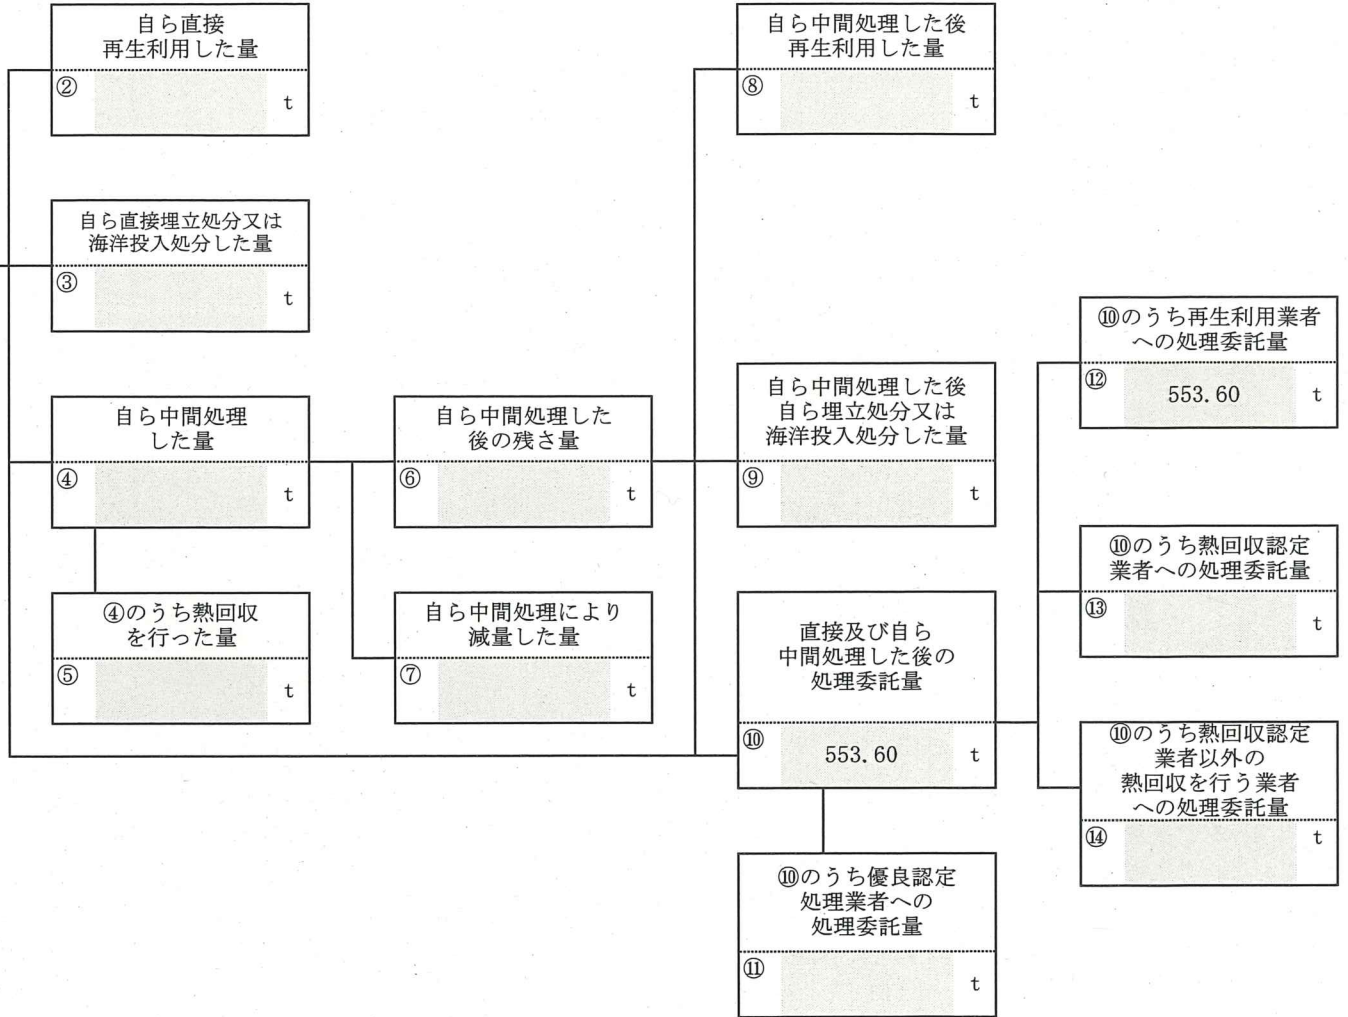 自ら直接
再生利用した量
② t
自ら中間処理した後
再生利用した量
⑧ t
自ら直接埋立処分又は
海洋投入処分した量
③ t
⑩のうち再生利用業者
への処理委託量
⑫ 553.60 t
自ら中間処理
した量
④ t
自ら中間処理した
後の残さ量
⑥ t
自ら中間処理した後
自ら埋立処分又は
海洋投入処分した量
⑨ t
⑩のうち熱回収認定
業者への処理委託量
⑬ t
④のうち熱回収
を行った量
⑤ t
自ら中間処理により
減量した量
⑦ t
直接及び自ら
中間処理した後の
処理委託量
⑩ 553.60 t
⑩のうち熱回収認定
業者以外の
熱回収を行う業者
への処理委託量
⑭ t
⑩のうち優良認定
処理業者への
処理委託量
⑪ t